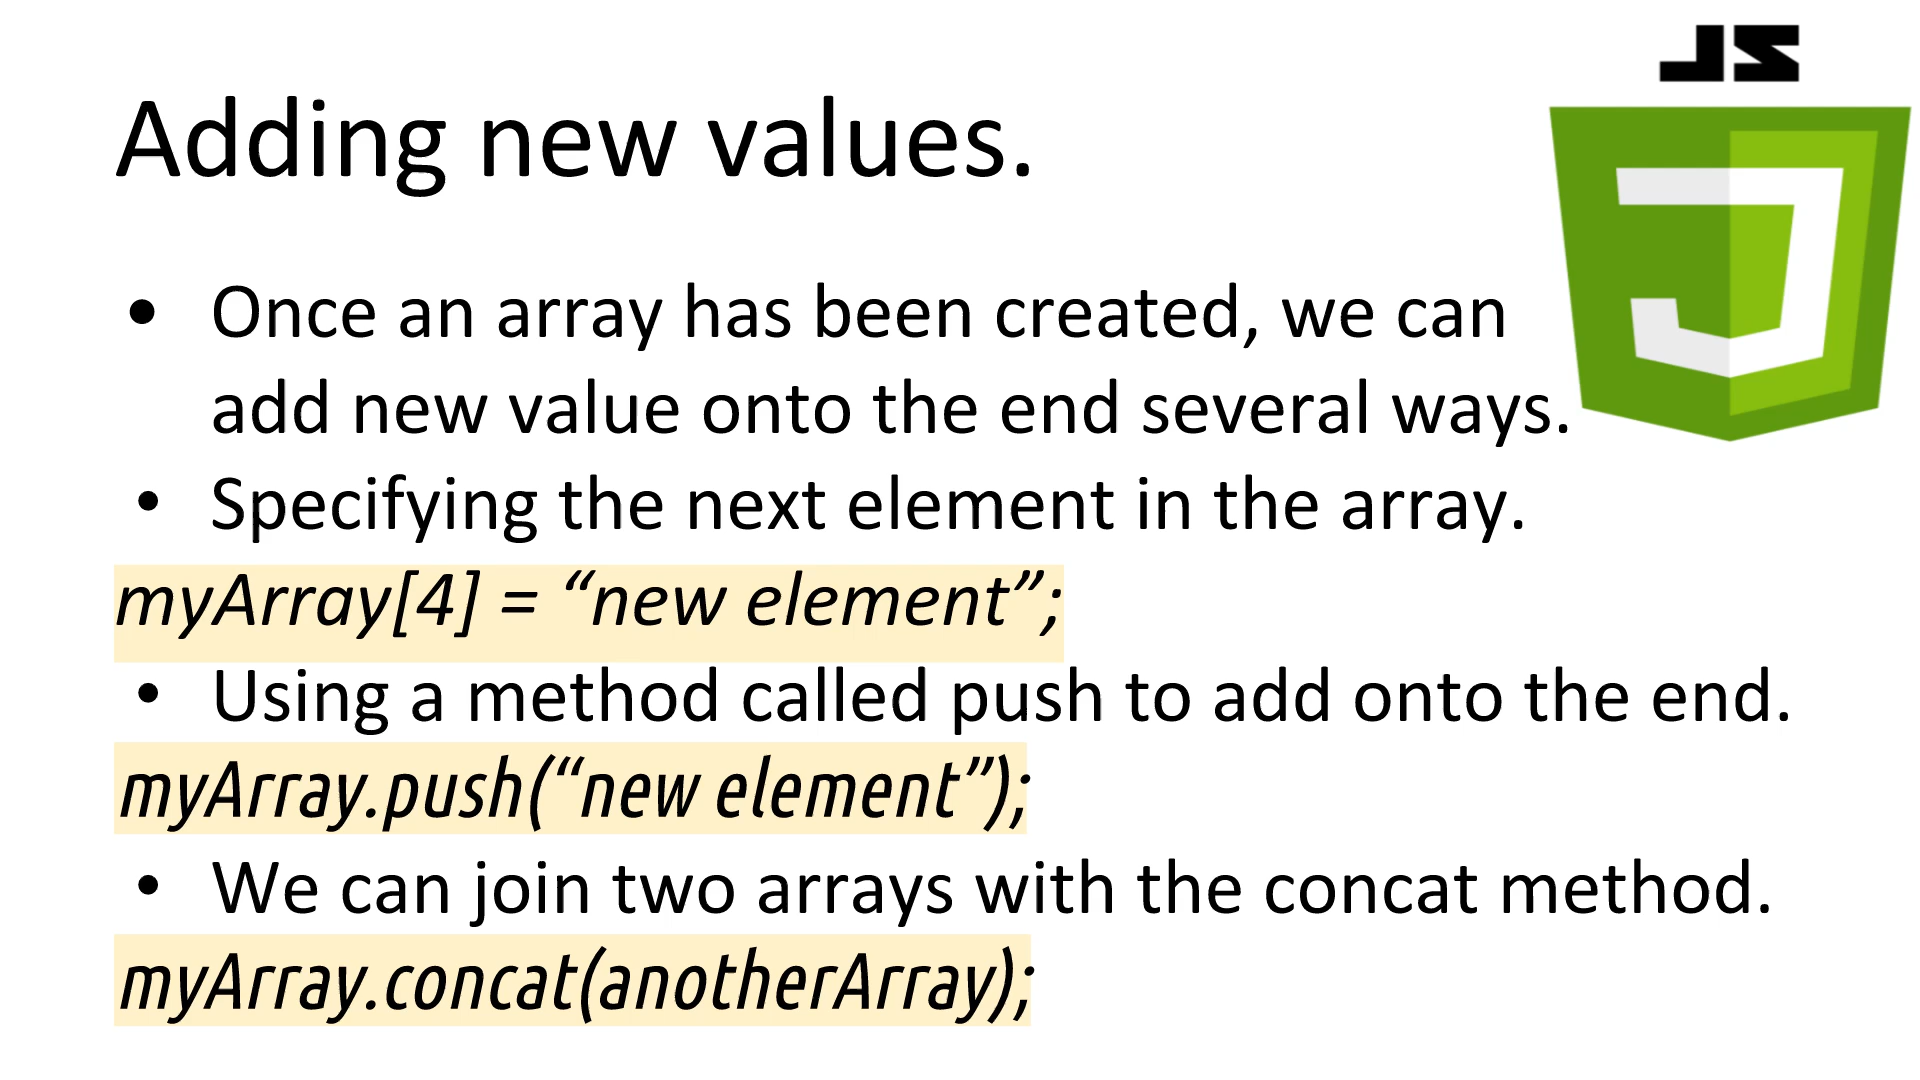 JS
Adding new values.
• Once an array has been created, we can
add new value onto the end several ways.
• Specifying the next element in the array.
myArray[4] = “new element”;
• Using a method called push to add onto the end.
myArray.push(“new element”);
• We can join two arrays with the concat method.
myArray.concat(anotherArray);